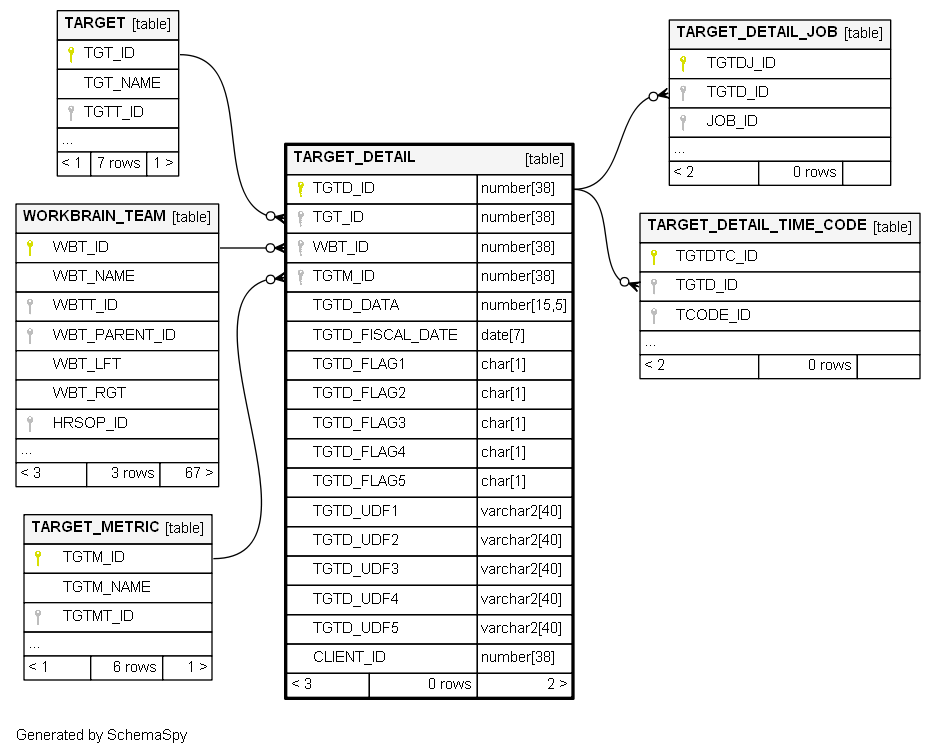 TARGET [table]
TGT_ID
TGT_NAME
TGTT_ID
...
< 1 7 rows 1 >
WORKBRAIN_TEAM [table]
WBT_ID
WBT_NAME
WBTT_ID
WBT_PARENT_ID
WBT_LFT
WBT_RGT
HRSOP_ID
...
< 3 3 rows 67 >
TARGET_METRIC [table]
TGTM_ID
TGTM_NAME
TGTMT_ID
...
< 1 6 rows 1 >
TARGET_DETAIL [table]
TGTD_ID number[38]
TGT_ID number[38]
WBT_ID number[38]
TGTM_ID number[38]
TGTD_DATA number[15,5]
TGTD_FISCAL_DATE date[7]
TGTD_FLAG1 char[1]
TGTD_FLAG2 char[1]
TGTD_FLAG3 char[1]
TGTD_FLAG4 char[1]
TGTD_FLAG5 char[1]
TGTD_UDF1 varchar2[40]
TGTD_UDF2 varchar2[40]
TGTD_UDF3 varchar2[40]
TGTD_UDF4 varchar2[40]
TGTD_UDF5 varchar2[40]
CLIENT_ID number[38]
< 3 0 rows 2 >
TARGET_DETAIL_JOB [table]
TGTDJ_ID
TGTD_ID
JOB_ID
...
< 2 0 rows
TARGET_DETAIL_TIME_CODE [table]
TGTDTC_ID
TGTD_ID
TCODE_ID
...
< 2 0 rows
Generated by SchemaSpy